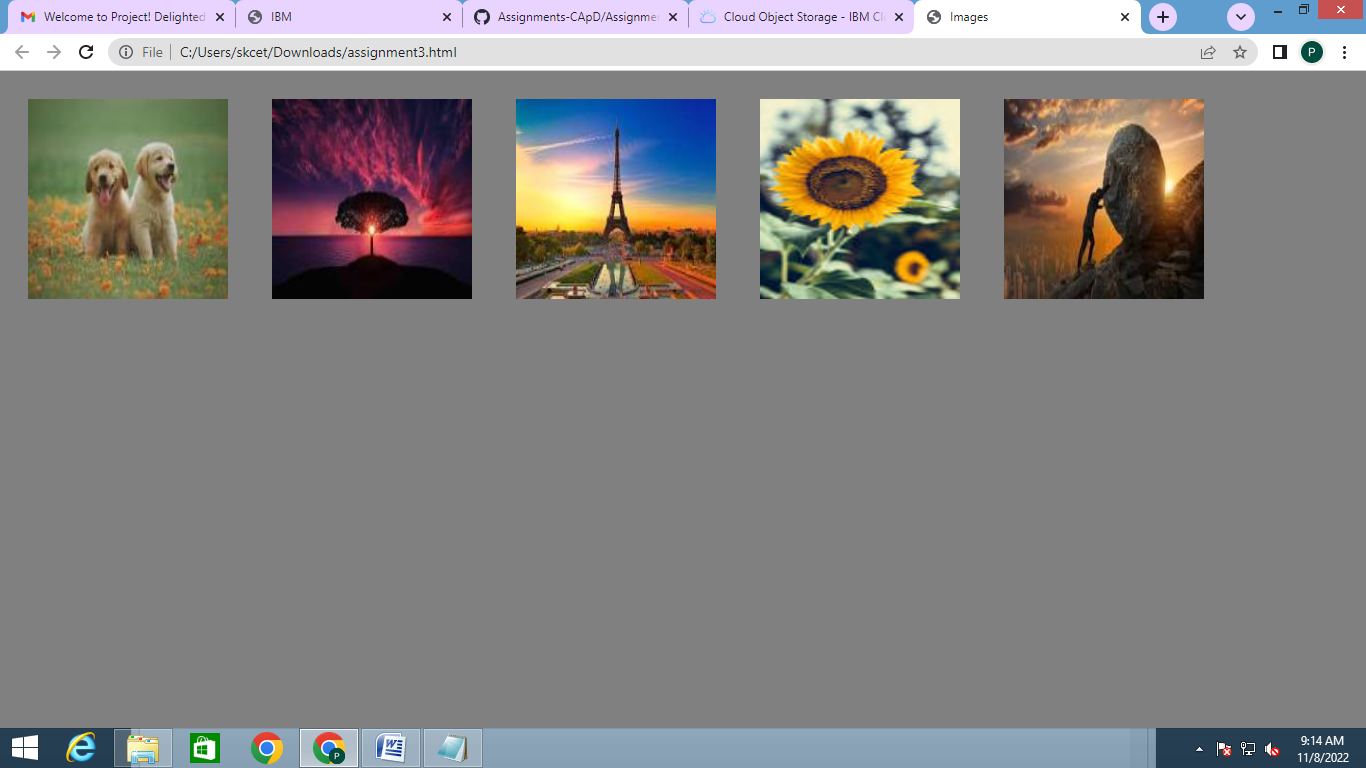 Welcome to Project! Delighted
IBM
Assignments-CApD/Assignme
Cloud Object Storage - IBM Cl
Images
File
C:/Users/skcet/Downloads/assignment3.html
P
P
W
9:14 AM
11/8/2022